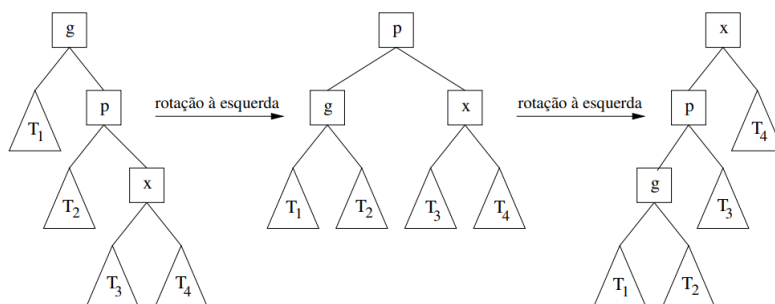 g p x
p g x p
rotação à esquerda rotação à esquerda
T1 T4
x g
T2 T1 T2 T3 T4 T3
T3 T4 T1 T2